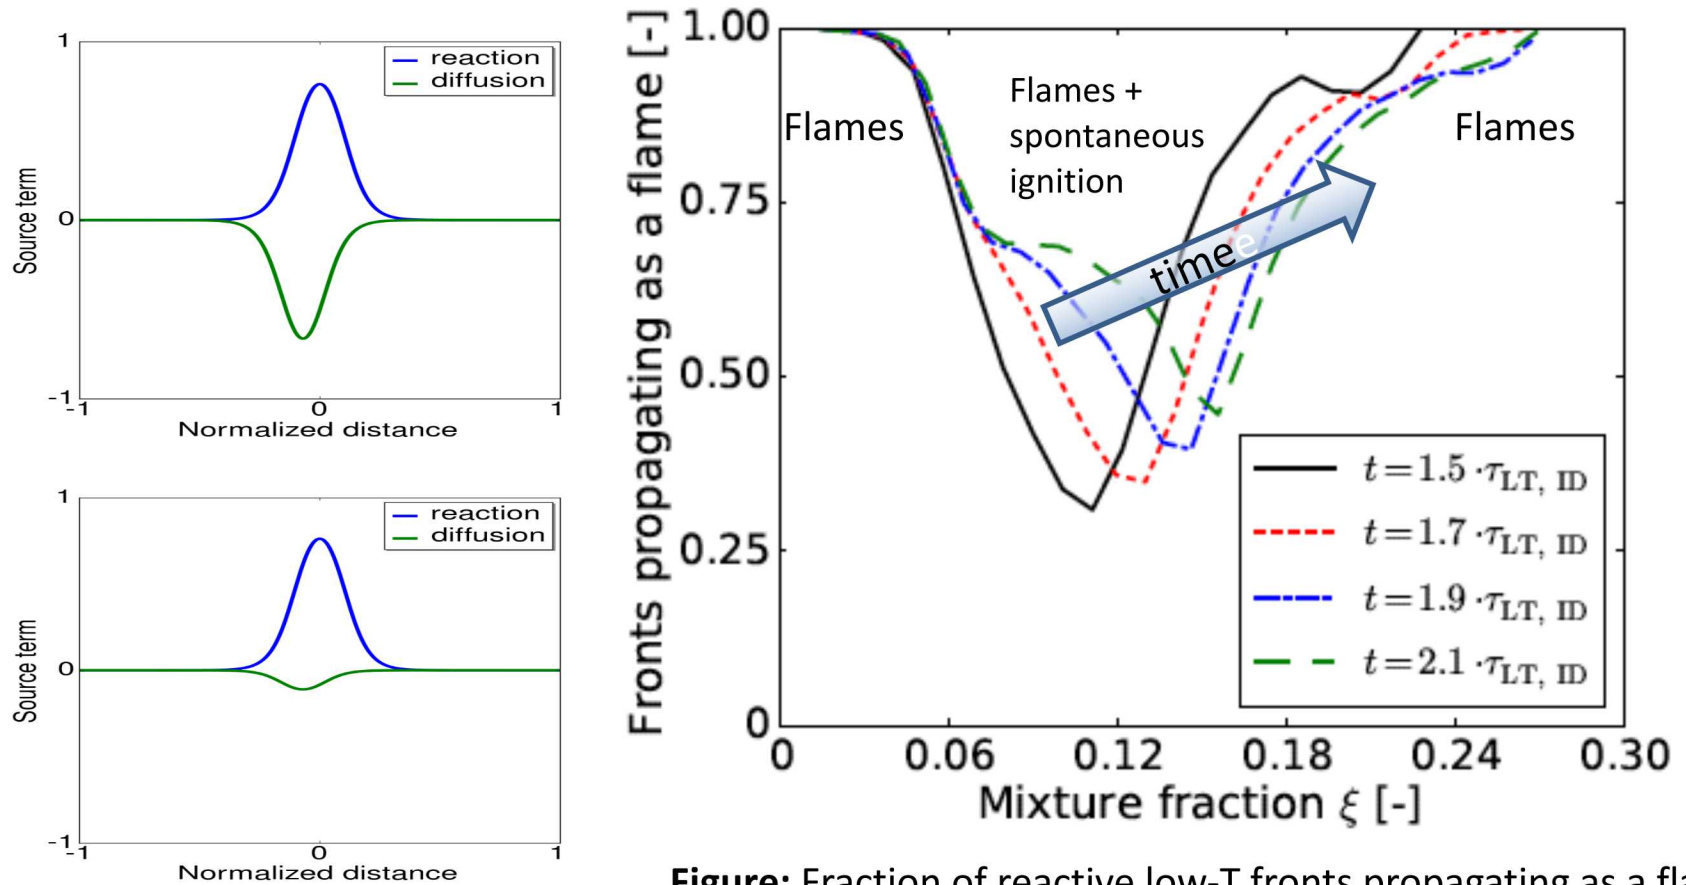 1
reaction
diffusion
Source term
0
-1
-1
0
1
Normalized distance
1
reaction
diffusion
Source term
0
-1
-1
0
1
Normalized distance
Fronts propagating as a flame [-]
1.00
0.75
0.50
0.25
0
Flames
Flames +
spontaneous
ignition
Flames
timee
t=1.5 ·τLT, ID
t=1.7 ·τLT, ID
t=1.9 ·τLT, ID
t=2.1 ·τLT, ID
0
0.06
0.12
0.18
0.24
0.30
Mixture fraction ξ [-]
Figure: Fraction of reactive low-T fronts propagating as a fla